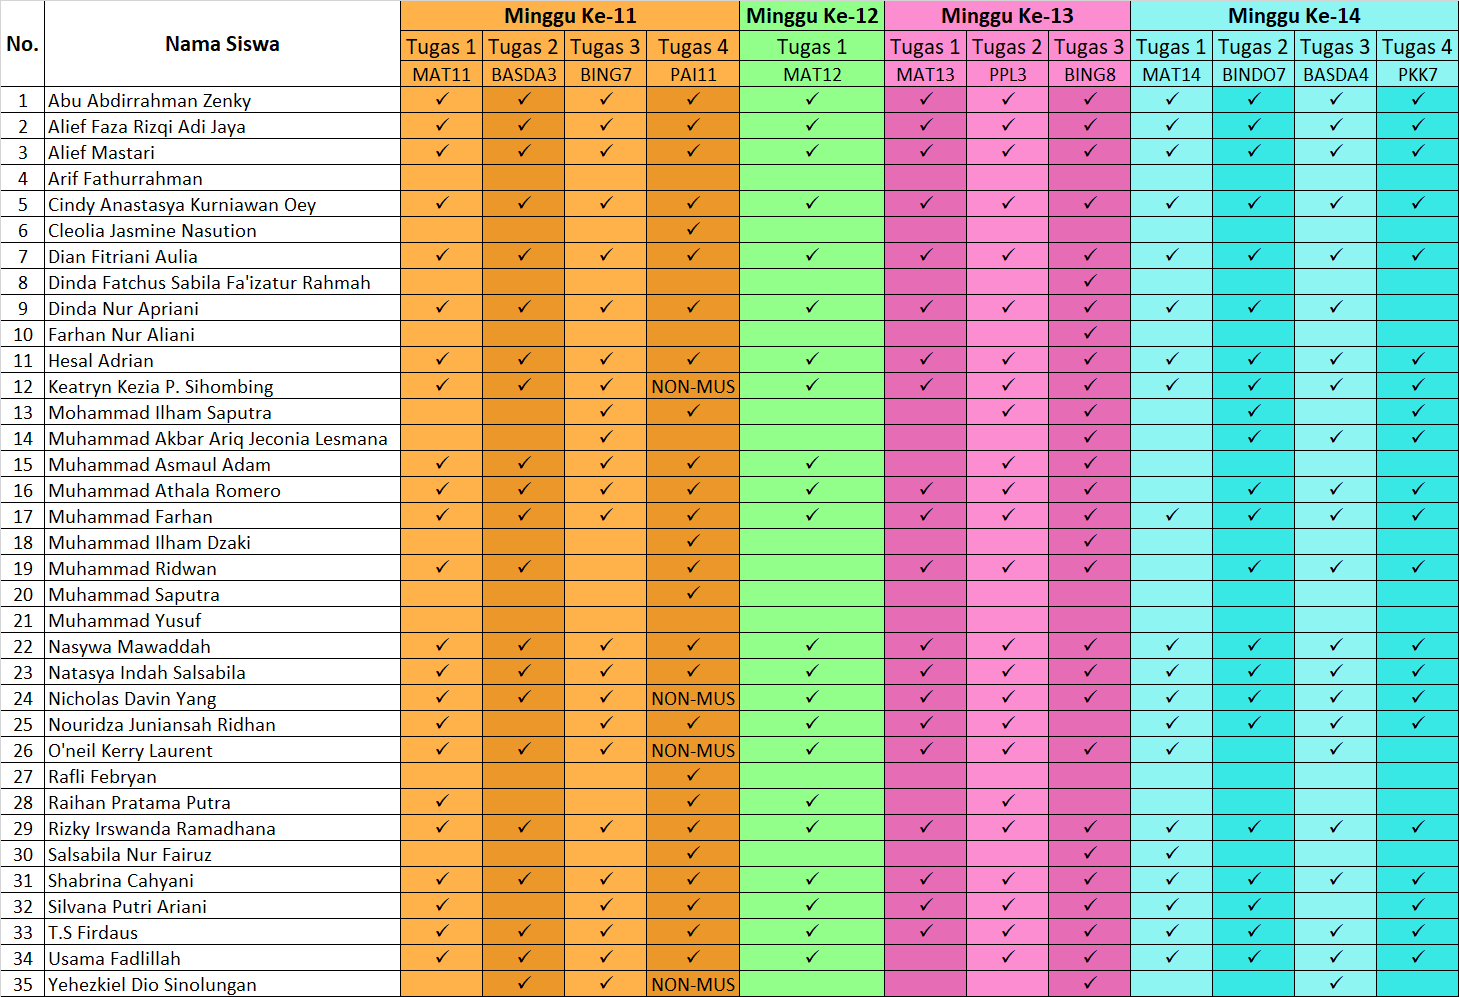 No. Nama Siswa Minggu Ke-11 Minggu Ke-12 Minggu Ke-13 Minggu Ke-14
Tugas 1 Tugas 2 Tugas 3 Tugas 4 Tugas 1 Tugas 1 Tugas 2 Tugas 3 Tugas 1 Tugas 2 Tugas 3 Tugas 4
MAT11 BASDA3 BING7 PAI11 MAT12 MAT13 PPL3 BING8 MAT14 BINDO7 BASDA4 PKK7
1 Abu Abdirrahman Zenky ✓ ✓ ✓ ✓ ✓ ✓ ✓ ✓ ✓ ✓ ✓ ✓
2 Alief Faza Rizqi Adi Jaya ✓ ✓ ✓ ✓ ✓ ✓ ✓ ✓ ✓ ✓ ✓ ✓
3 Alief Mastari ✓ ✓ ✓ ✓ ✓ ✓ ✓ ✓ ✓ ✓ ✓ ✓
4 Arif Fathurrahman
5 Cindy Anastasya Kurniawan Oey ✓ ✓ ✓ ✓ ✓ ✓ ✓ ✓ ✓ ✓ ✓ ✓
6 Cleolia Jasmine Nasution ✓
7 Dian Fitriani Aulia ✓ ✓ ✓ ✓ ✓ ✓ ✓ ✓ ✓ ✓ ✓ ✓
8 Dinda Fatchus Sabila Fa'izatur Rahmah ✓
9 Dinda Nur Apriani ✓ ✓ ✓ ✓ ✓ ✓ ✓ ✓ ✓ ✓ ✓
10 Farhan Nur Aliani ✓
11 Hesal Adrian ✓ ✓ ✓ ✓ ✓ ✓ ✓ ✓ ✓ ✓ ✓ ✓
12 Keatryn Kezia P. Sihombing ✓ ✓ ✓ NON-MUS ✓ ✓ ✓ ✓ ✓ ✓ ✓ ✓
13 Mohammad Ilham Saputra ✓ ✓ ✓ ✓ ✓ ✓
14 Muhammad Akbar Ariq Jeconia Lesmana ✓ ✓ ✓ ✓ ✓
15 Muhammad Asmaul Adam ✓ ✓ ✓ ✓ ✓ ✓ ✓
16 Muhammad Athala Romero ✓ ✓ ✓ ✓ ✓ ✓ ✓ ✓ ✓ ✓ ✓
17 Muhammad Farhan ✓ ✓ ✓ ✓ ✓ ✓ ✓ ✓ ✓ ✓ ✓ ✓
18 Muhammad Ilham Dzaki ✓ ✓
19 Muhammad Ridwan ✓ ✓ ✓ ✓ ✓ ✓ ✓ ✓ ✓
20 Muhammad Saputra ✓
21 Muhammad Yusuf
22 Nasywa Mawaddah ✓ ✓ ✓ ✓ ✓ ✓ ✓ ✓ ✓ ✓ ✓ ✓
23 Natasya Indah Salsabila ✓ ✓ ✓ ✓ ✓ ✓ ✓ ✓ ✓ ✓ ✓ ✓
24 Nicholas Davin Yang ✓ ✓ ✓ NON-MUS ✓ ✓ ✓ ✓ ✓ ✓ ✓ ✓
25 Nouridza Juniansah Ridhan ✓ ✓ ✓ ✓ ✓ ✓ ✓ ✓ ✓ ✓
26 O'neil Kerry Laurent ✓ ✓ ✓ NON-MUS ✓ ✓ ✓ ✓ ✓ ✓
27 Rafli Febryan ✓
28 Raihan Pratama Putra ✓ ✓ ✓ ✓
29 Rizky Irswanda Ramadhana ✓ ✓ ✓ ✓ ✓ ✓ ✓ ✓ ✓ ✓ ✓ ✓
30 Salsabila Nur Fairuz ✓ ✓ ✓
31 Shabrina Cahyani ✓ ✓ ✓ ✓ ✓ ✓ ✓ ✓ ✓ ✓ ✓ ✓
32 Silvana Putri Ariani ✓ ✓ ✓ ✓ ✓ ✓ ✓ ✓ ✓ ✓
33 T.S Firdaus ✓ ✓ ✓ ✓ ✓ ✓ ✓ ✓ ✓ ✓ ✓ ✓
34 Usama Fadlillah ✓ ✓ ✓ ✓ ✓ ✓ ✓ ✓ ✓ ✓ ✓
35 Yehezkiel Dio Sinolungan ✓ ✓ NON-MUS ✓ ✓